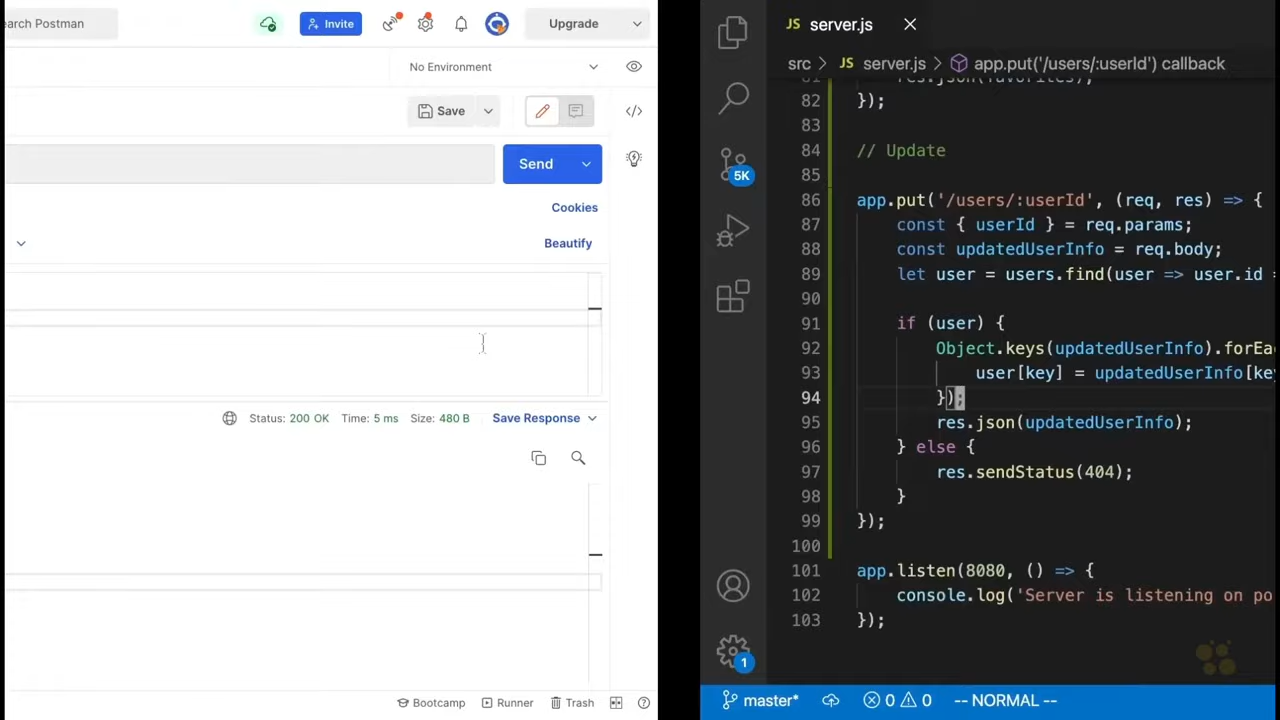 earch Postman
Invite
Upgrade
No Environment
Save
Send
Cookies
Beautify
Status: 200 OK Time: 5 ms Size: 480 B Save Response
Bootcamp Runner Trash
JS server.js
src > JS server.js > app.put('/users/:userId') callback
res.json(favorites);
82 });
83
84 // Update
85
86 app.put('/users/:userId', (req, res) => {
87 const { userId } = req.params;
88 const updatedUserInfo = req.body;
89 let user = users.find(user => user.id =
90
91 if (user) {
92 Object.keys(updatedUserInfo).forEa
93 user[key] = updatedUserInfo[ke
94 });
95 res.json(updatedUserInfo);
96 } else {
97 res.sendStatus(404);
98 }
99 });
100
101 app.listen(8080, () => {
102 console.log('Server is listening on po
103 });
5K
1
master* 0 0 -- NORMAL --